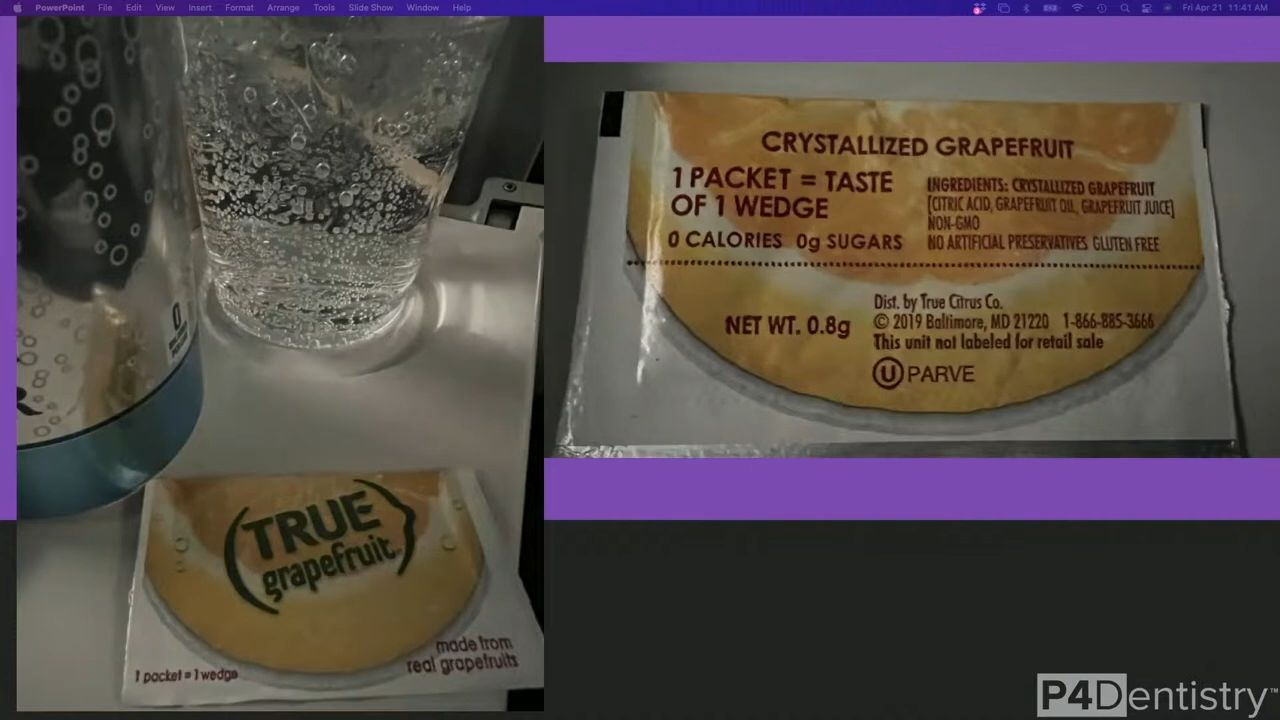 PowerPoint File Edit View Insert Format Arrange Tools Slide Show Window Help
Fri Apr 21 11:41 AM
0
R
TRUE
grapefruit
made from
real grapefruits
1 packet = 1 wedge
CRYSTALLIZED GRAPEFRUIT
1 PACKET = TASTE
OF 1 WEDGE
0 CALORIES 0g SUGARS
INGREDIENTS: CRYSTALLIZED GRAPEFRUIT
[CITRIC ACID, GRAPEFRUIT OIL, GRAPEFRUIT JUICE]
NON-GMO
NO ARTIFICIAL PRESERVATIVES GLUTEN FREE
NET WT. 0.8g
Dist. by True Citrus Co.
© 2019 Baltimore, MD 21220 1-866-885-3666
This unit not labeled for retail sale
U PARVE
P4Dentistry™